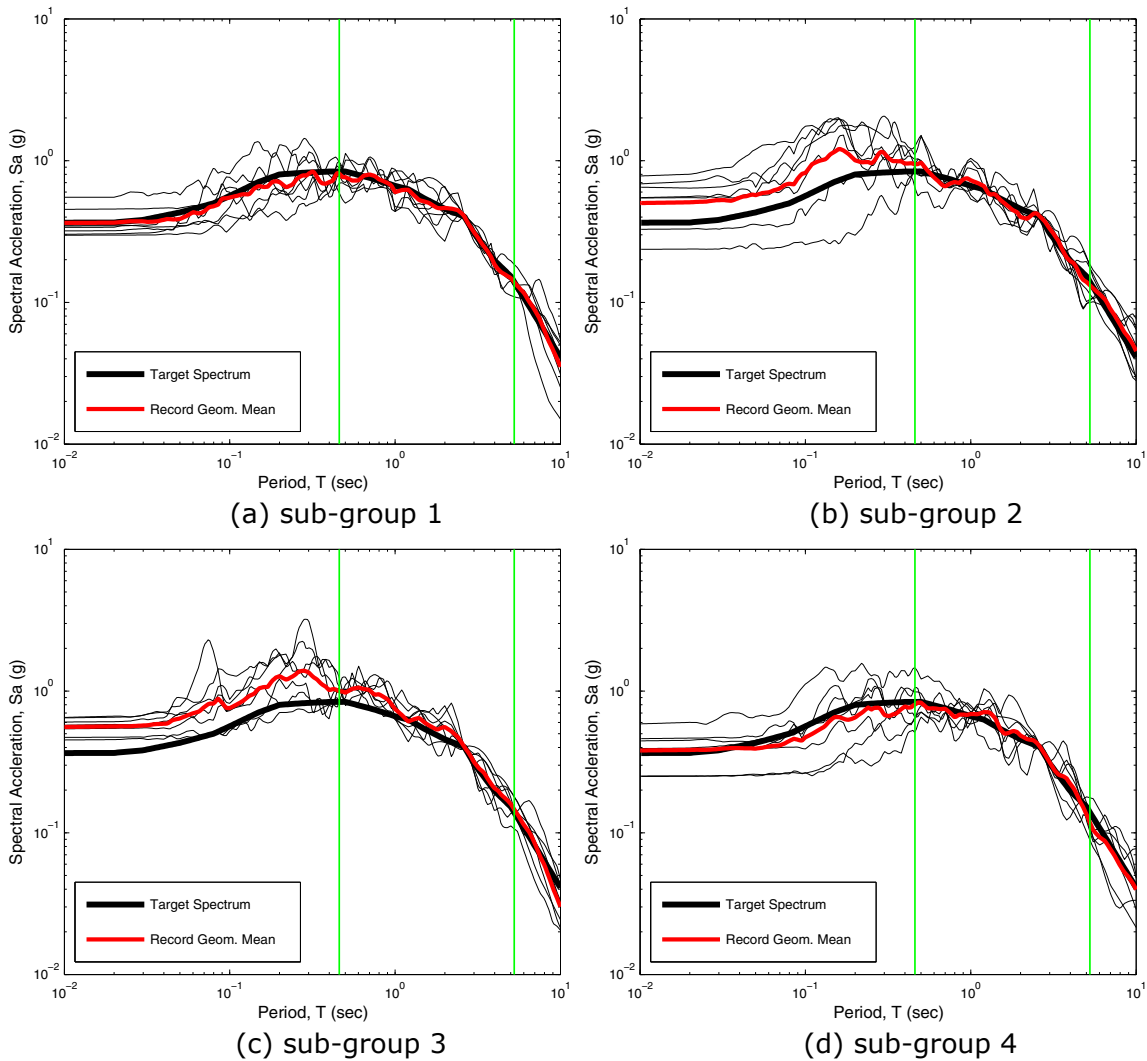 10^1
10^0
10^-1
10^-2
10^-2 10^-1 10^0 10^1
Spectral Accleration, Sa (g)
Period, T (sec)
Target Spectrum
Record Geom. Mean
(a) sub-group 1
10^1
10^0
10^-1
10^-2
10^-2 10^-1 10^0 10^1
Spectral Accleration, Sa (g)
Period, T (sec)
Target Spectrum
Record Geom. Mean
(b) sub-group 2
10^1
10^0
10^-1
10^-2
10^-2 10^-1 10^0 10^1
Spectral Accleration, Sa (g)
Period, T (sec)
Target Spectrum
Record Geom. Mean
(c) sub-group 3
10^1
10^0
10^-1
10^-2
10^-2 10^-1 10^0 10^1
Spectral Accleration, Sa (g)
Period, T (sec)
Target Spectrum
Record Geom. Mean
(d) sub-group 4